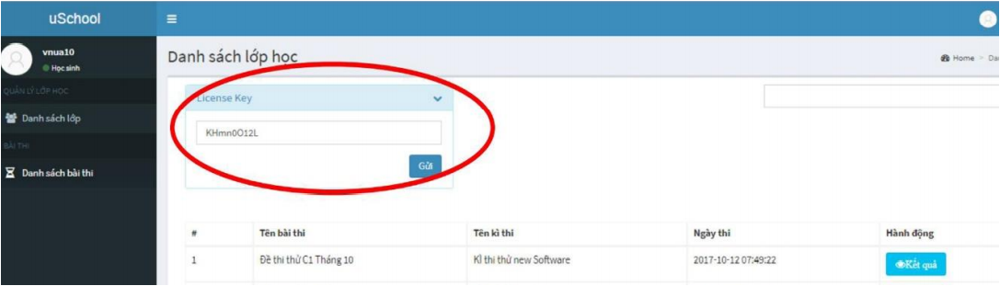 uSchool
vnua10
Học sinh
QUẢN LÝ LỚP HỌC
Danh sách lớp
BÀI THI
Danh sách bài thi
Danh sách lớp học
Home > Da
License Key
KHmn0O12L
Gửi
# Tên bài thi Tên kì thi Ngày thi Hành động
1 Đề thi thử C1 Tháng 10 Kì thi thử new Software 2017-10-12 07:49:22 Kết quả